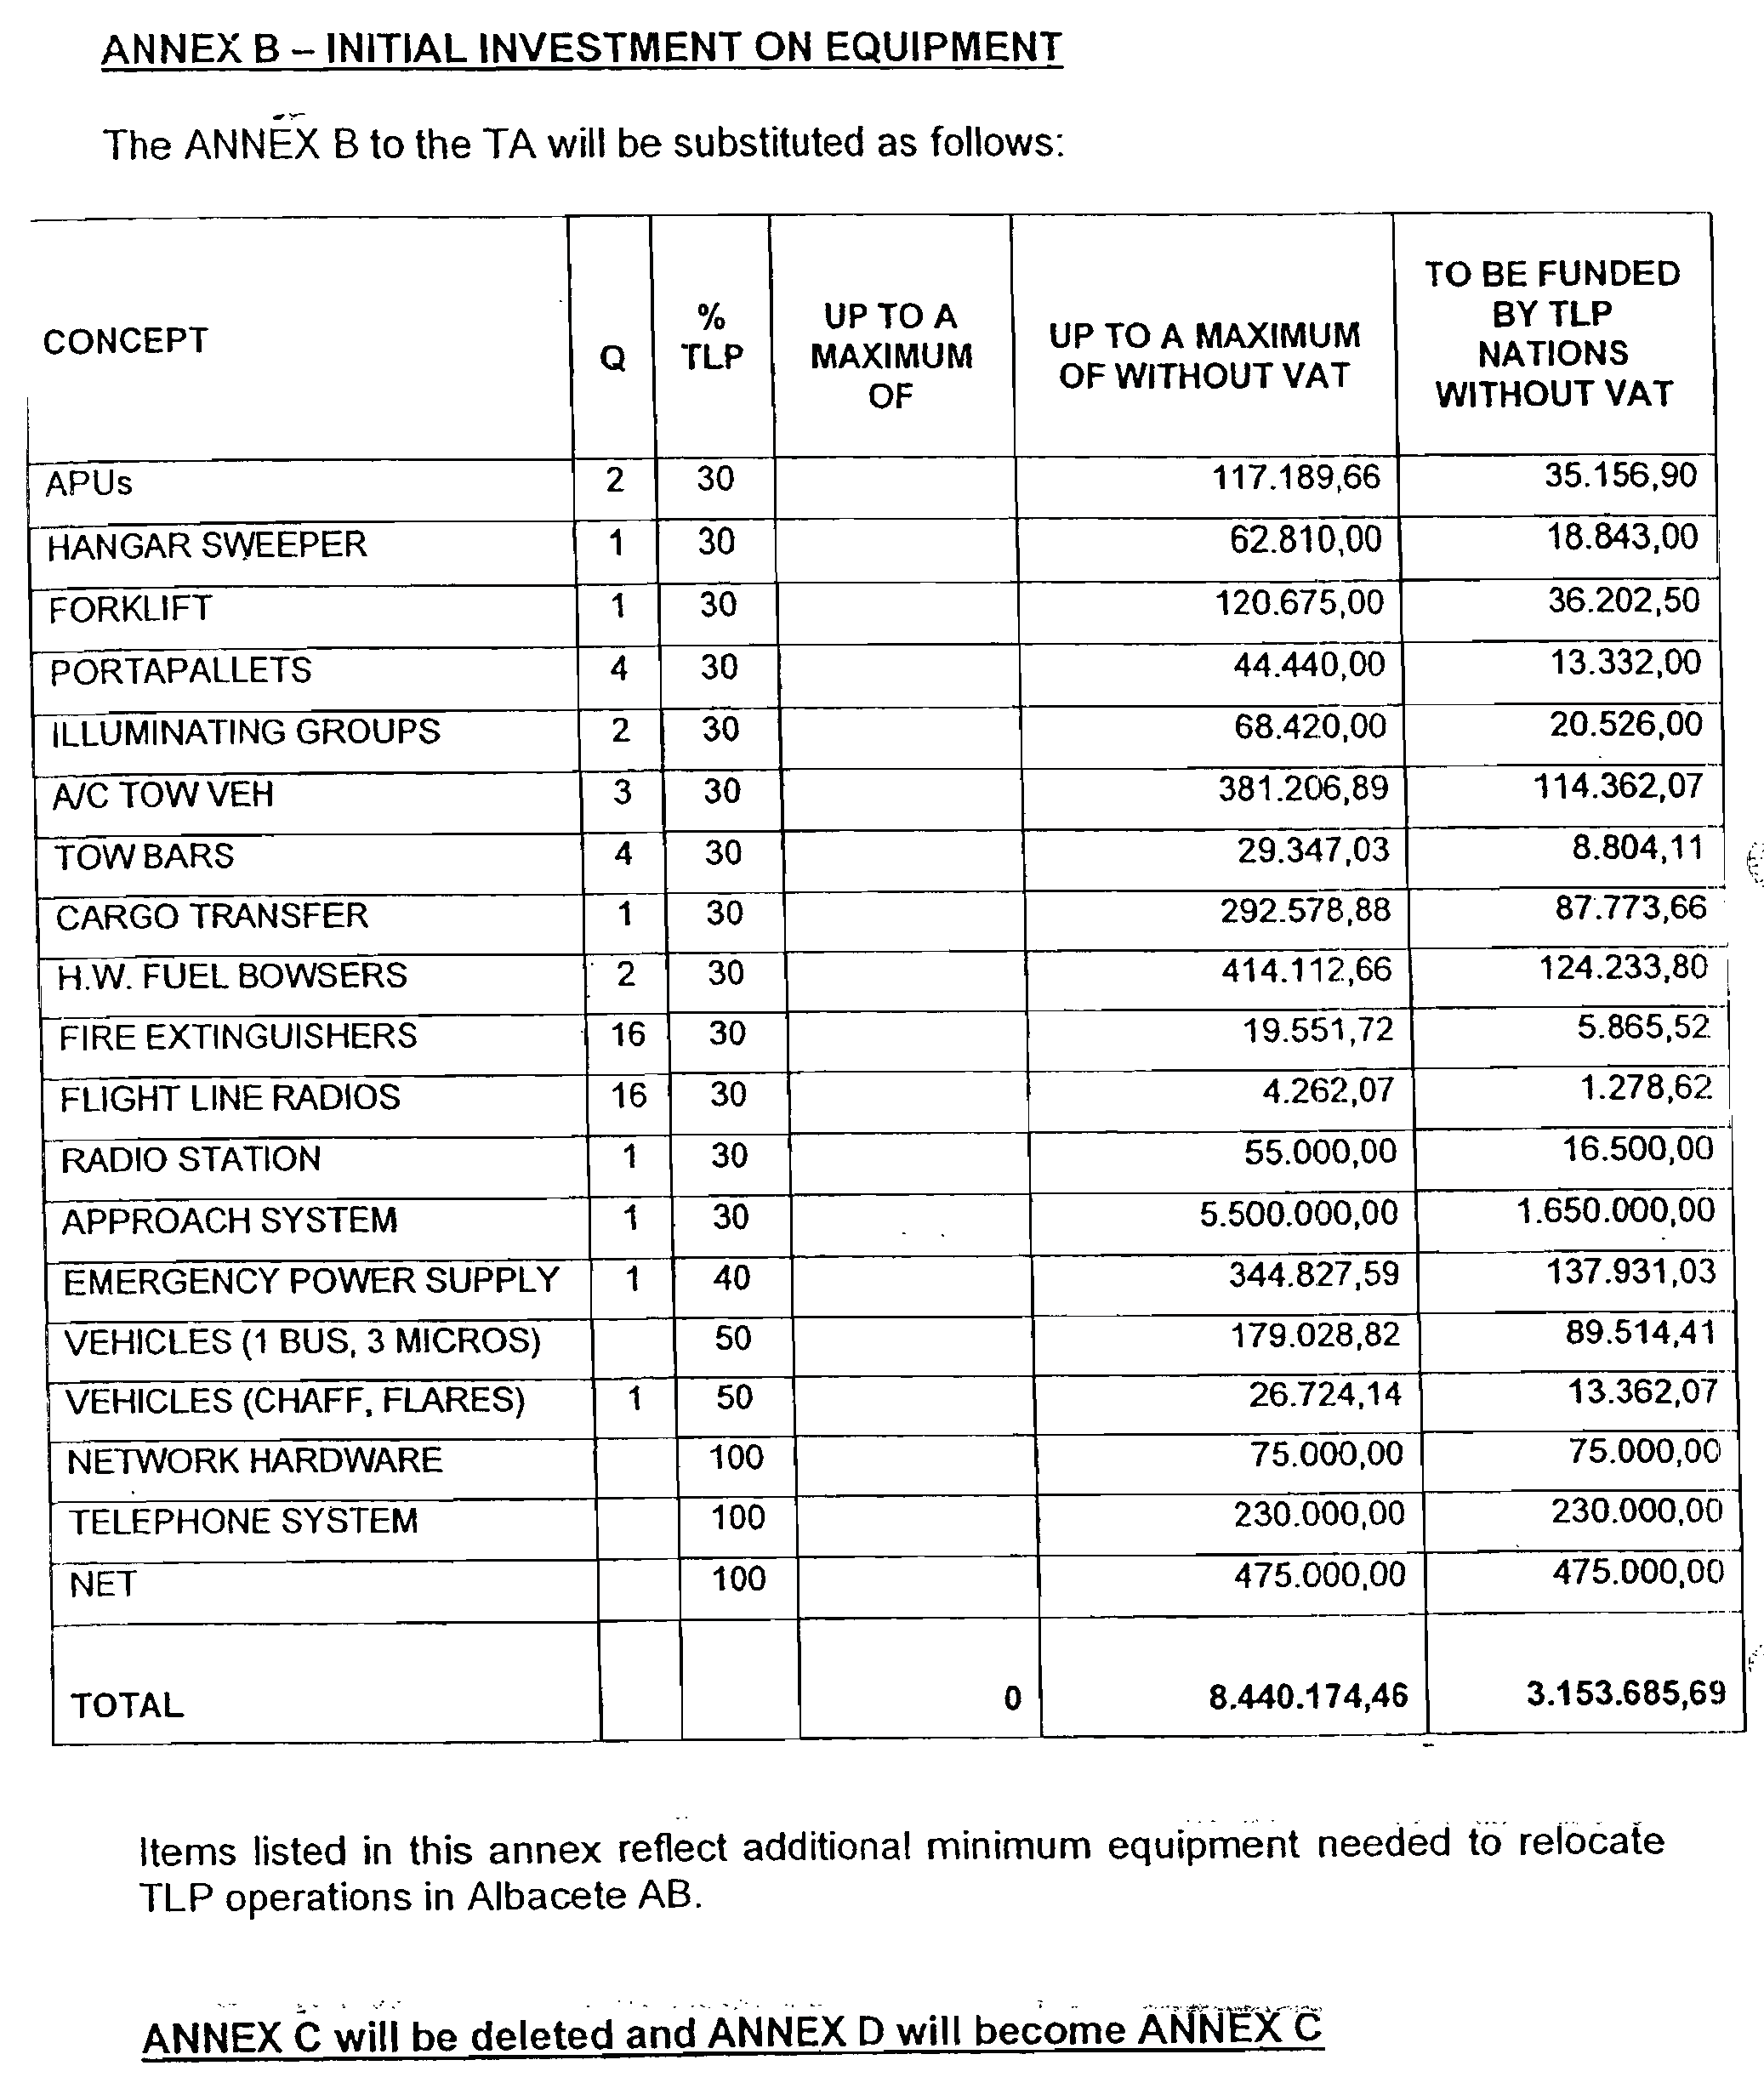 ANNEX B – INITIAL INVESTMENT ON EQUIPMENT
The ANNEX B to the TA will be substituted as follows:
CONCEPT Q % TLP UP TO A MAXIMUM OF UP TO A MAXIMUM OF WITHOUT VAT TO BE FUNDED BY TLP NATIONS WITHOUT VAT
APUs 2 30 117.189,66 35.156,90
HANGAR SWEEPER 1 30 62.810,00 18.843,00
FORKLIFT 1 30 120.675,00 36.202,50
PORTAPALLETS 4 30 44.440,00 13.332,00
ILLUMINATING GROUPS 2 30 68.420,00 20.526,00
A/C TOW VEH 3 30 381.206,89 114.362,07
TOW BARS 4 30 29.347,03 8.804,11
CARGO TRANSFER 1 30 292.578,88 87.773,66
H.W. FUEL BOWSERS 2 30 414.112,66 124.233,80
FIRE EXTINGUISHERS 16 30 19.551,72 5.865,52
FLIGHT LINE RADIOS 16 30 4.262,07 1.278,62
RADIO STATION 1 30 55.000,00 16.500,00
APPROACH SYSTEM 1 30 5.500.000,00 1.650.000,00
EMERGENCY POWER SUPPLY 1 40 344.827,59 137.931,03
VEHICLES (1 BUS, 3 MICROS) 50 179.028,82 89.514,41
VEHICLES (CHAFF, FLARES) 1 50 26.724,14 13.362,07
NETWORK HARDWARE 100 75.000,00 75.000,00
TELEPHONE SYSTEM 100 230.000,00 230.000,00
NET 100 475.000,00 475.000,00
TOTAL 0 8.440.174,46 3.153.685,69
Items listed in this annex reflect additional minimum equipment needed to relocate
TLP operations in Albacete AB.
ANNEX C will be deleted and ANNEX D will become ANNEX C